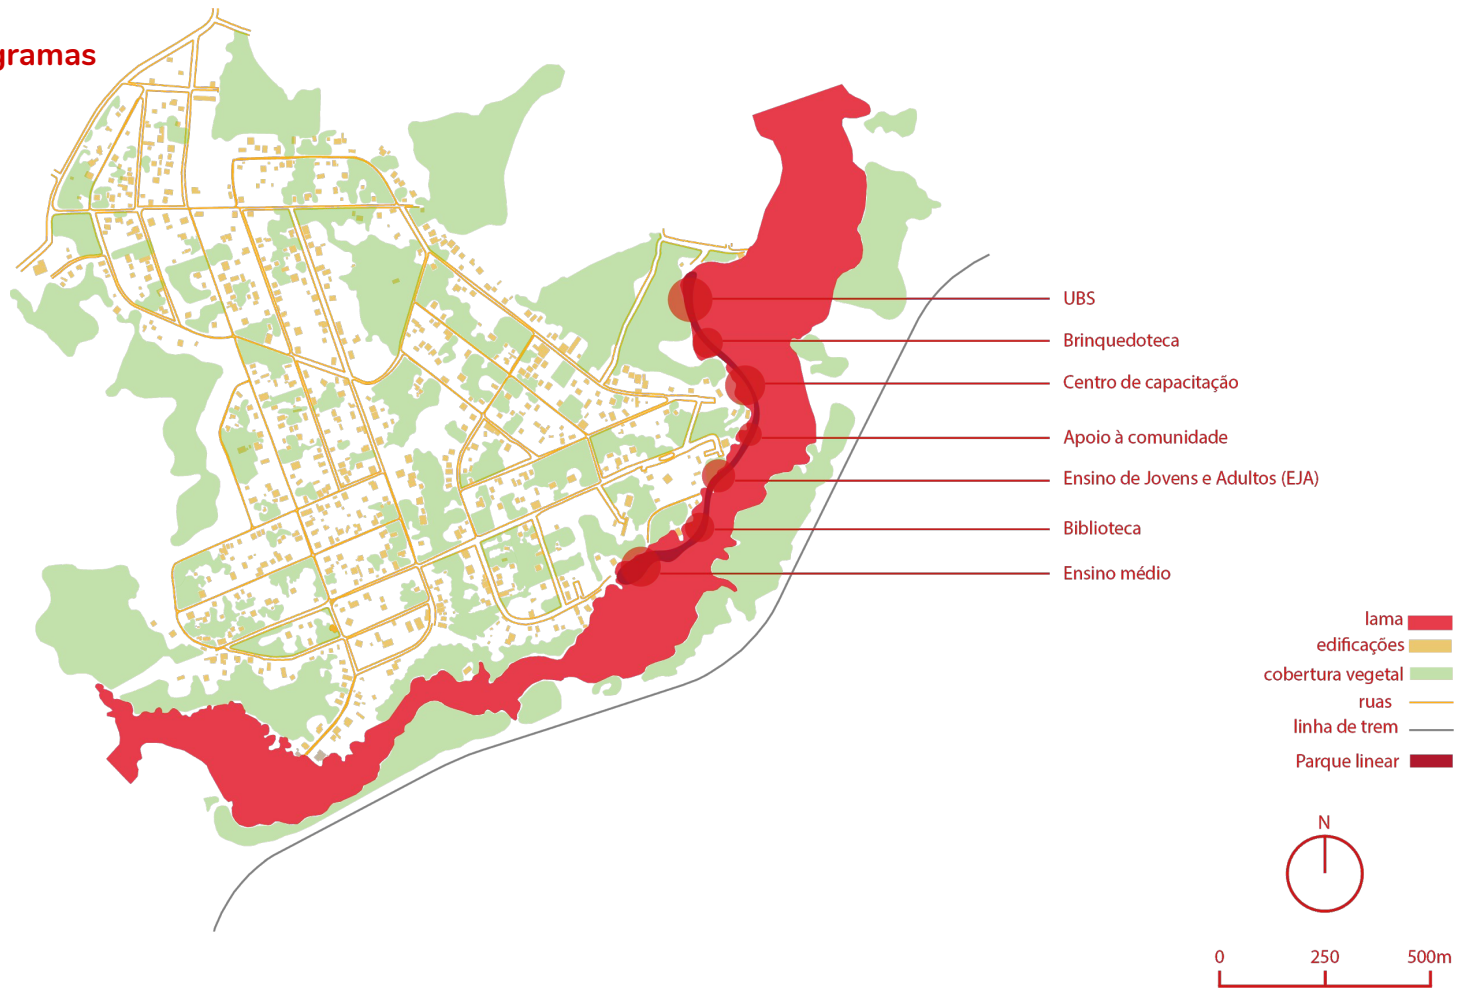 gramas
UBS
Brinquedoteca
Centro de capacitação
Apoio à comunidade
Ensino de Jovens e Adultos (EJA)
Biblioteca
Ensino médio
lama
edificações
cobertura vegetal
ruas
linha de trem
Parque linear
N
0 250 500m